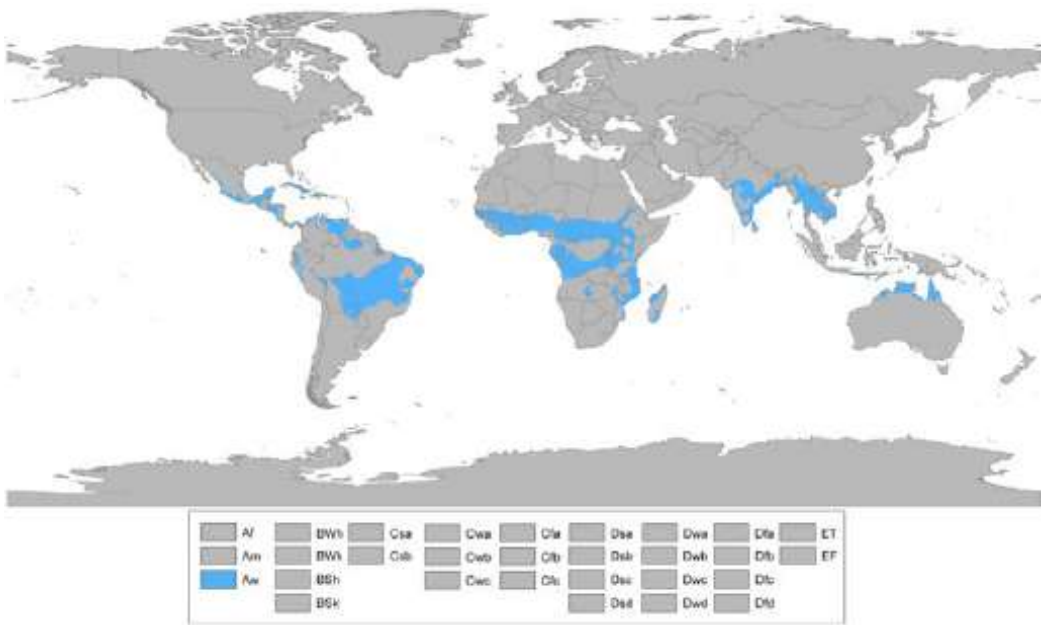 Af BWh Csa Cwa Cfa Dsa Dwa Dfa ET
Am BWk Csb Cwb Cfb Dsb Dwb Dfb EF
Aw BSh Cwc Cfc Dsc Dwc Dfc
BSk Dsd Dwd Dfd